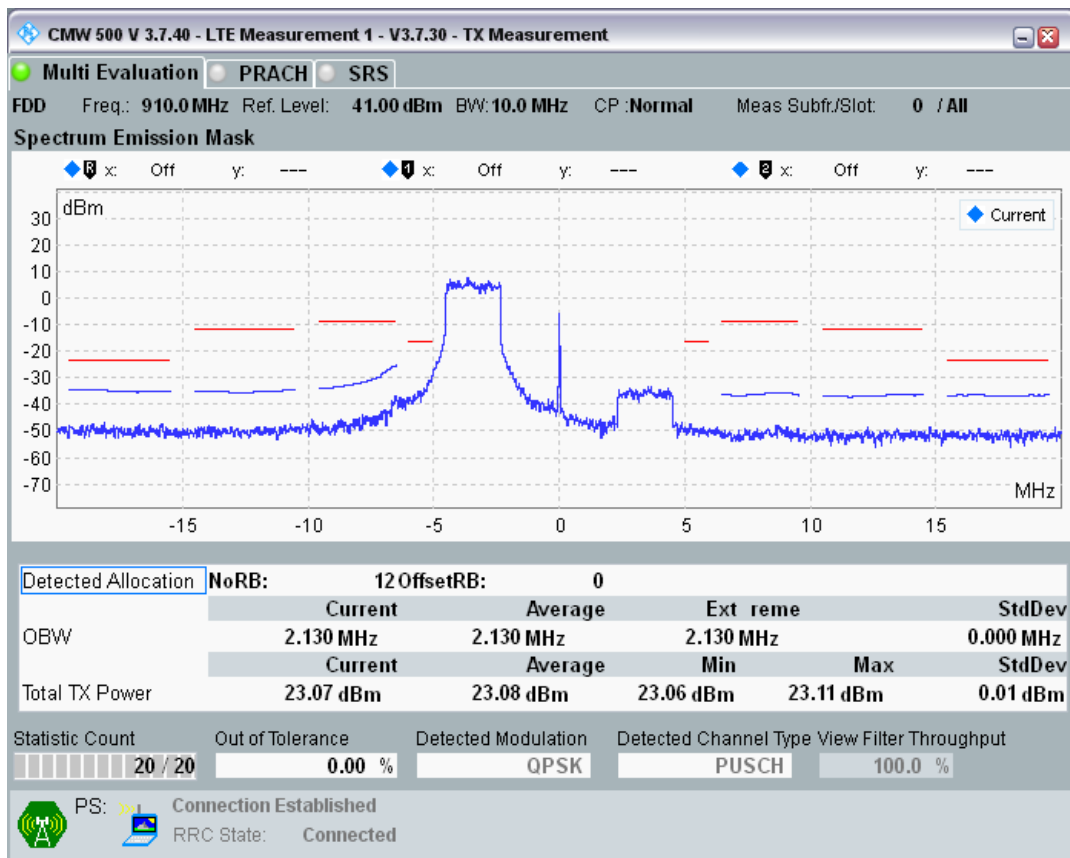 CMW 500 V 3.7.40 - LTE Measurement 1 - V3.7.30 - TX Measurement
Multi Evaluation PRACH SRS
FDD Freq.: 910.0 MHz Ref. Level: 41.00 dBm BW: 10.0 MHz CP :Normal Meas Subfr./Slot: 0 / All
Spectrum Emission Mask
R x: Off y: --- 1 x: Off y: --- 2 x: Off y: ---
dBm
Current
30
20
10
0
-10
-20
-30
-40
-50
-60
-70
MHz
-15 -10 -5 0 5 10 15
Detected Allocation NoRB: 12 OffsetRB: 0
Current Average Ext reme StdDev
OBW 2.130 MHz 2.130 MHz 2.130 MHz 0.000 MHz
Current Average Min Max StdDev
Total TX Power 23.07 dBm 23.08 dBm 23.06 dBm 23.11 dBm 0.01 dBm
Statistic Count Out of Tolerance Detected Modulation Detected Channel Type View Filter Throughput
20 / 20 0.00 % QPSK PUSCH 100.0 %
PS: Connection Established
RRC State: Connected